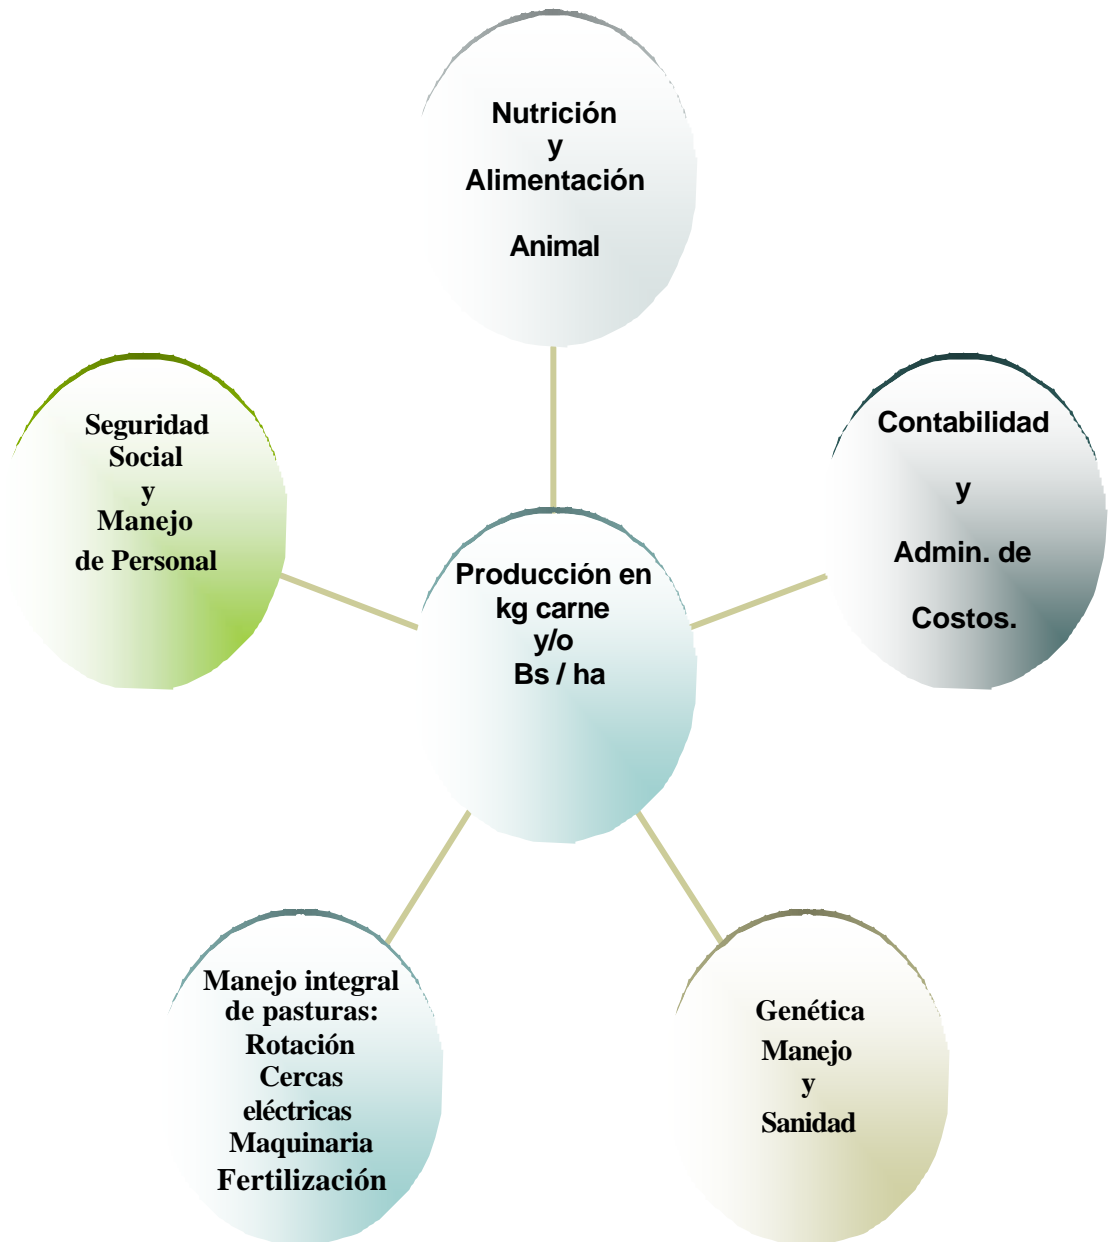 Nutrición
y
Alimentación
Animal
Seguridad
Social
y
Manejo
de Personal
Contabilidad
y
Admin. de
Costos.
Producción en
kg carne
y/o
Bs / ha
Manejo integral
de pasturas:
Rotación
Cercas
eléctricas
Maquinaria
Fertilización
Genética
Manejo
y
Sanidad